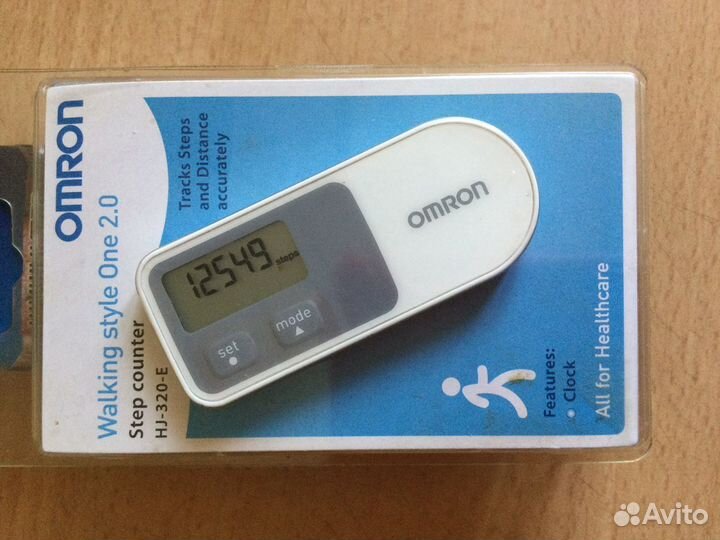 OMRON
Walking style One 2.0
Step counter
HJ-320-E
Tracks Steps
and Distance
accurately
OMRON
12549 steps
set
mode
Features:
• Clock
All for Healthcare
Avito